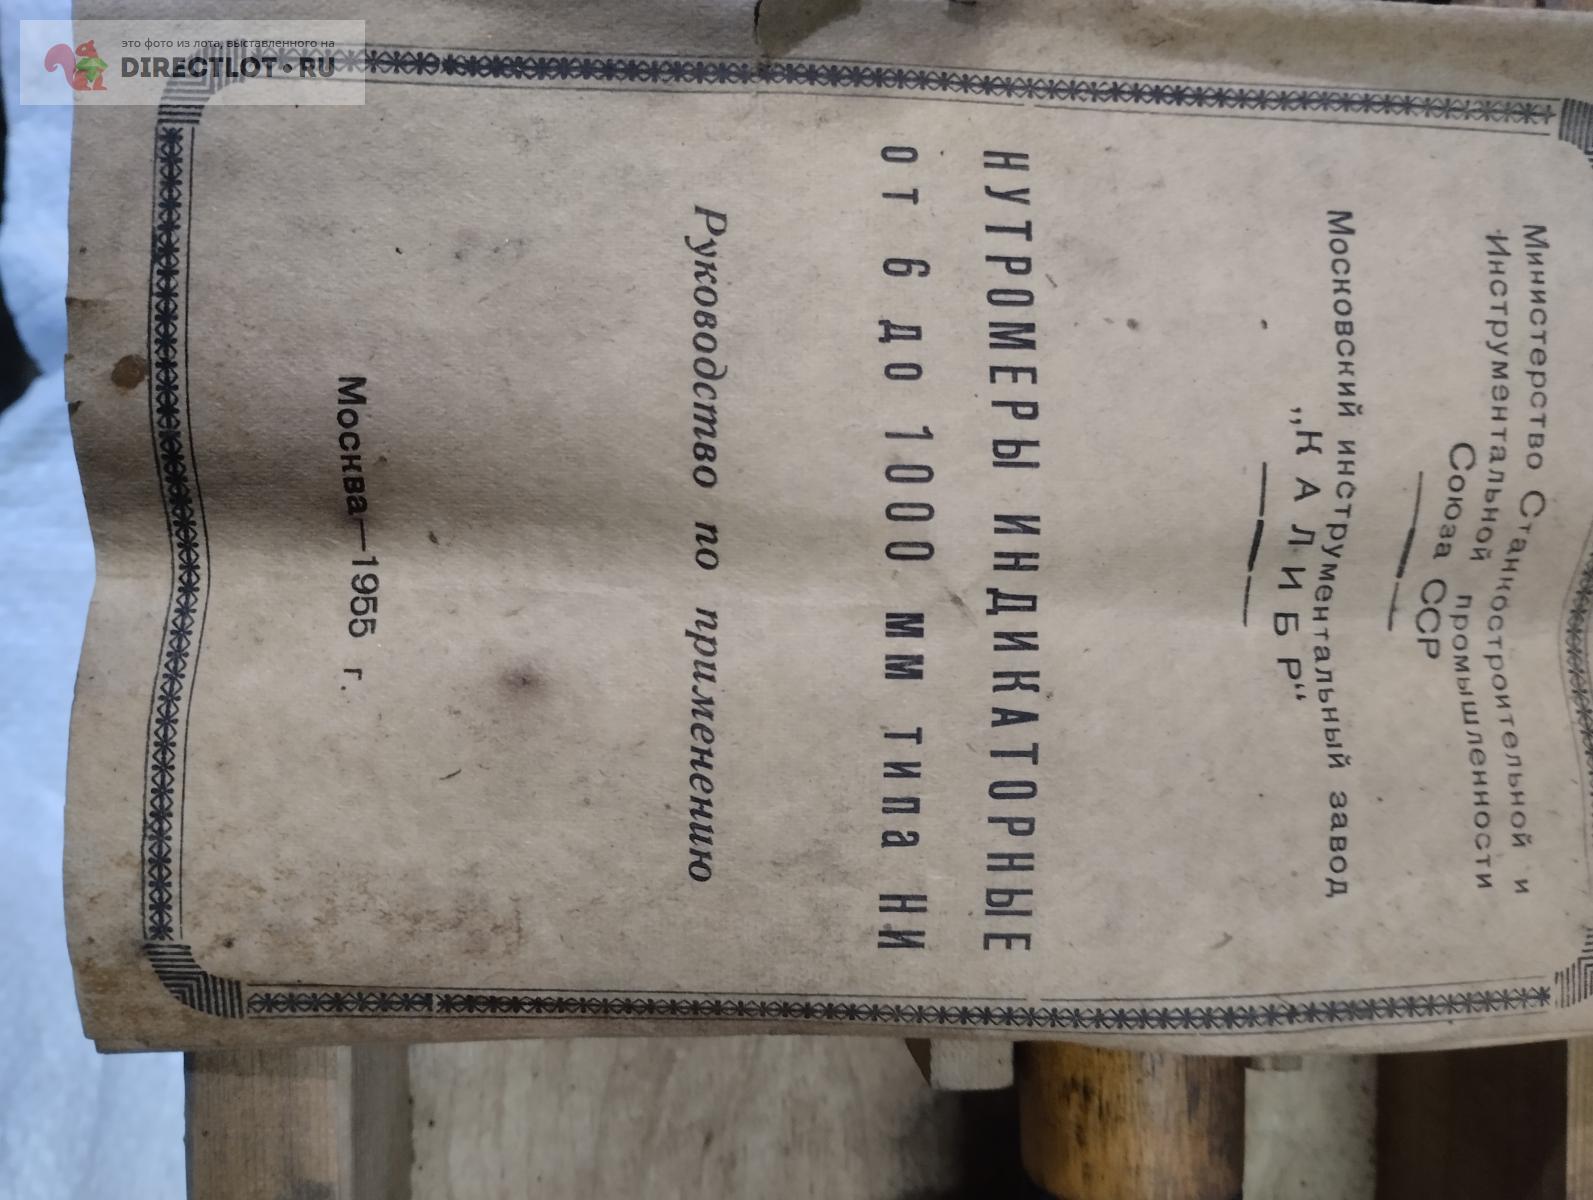 это фото из лота, выставленного на
DIRECTLOT.RU
Министерство Станкостроительной и
Инструментальной промышленности
Союза ССР
Московский инструментальный завод
„КАЛИБР“
НУТРОМЕРЫ ИНДИКАТОРНЫЕ
от 6 до 1000 мм типа НИ
Руководство по применению
Москва—1955 г.